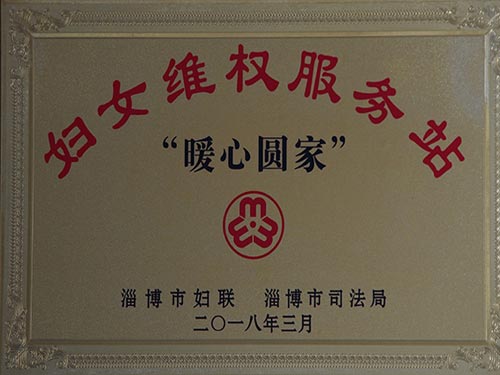 妇女维权服务站
“暖心圆家”
淄博市妇联 淄博市司法局
二〇一八年三月